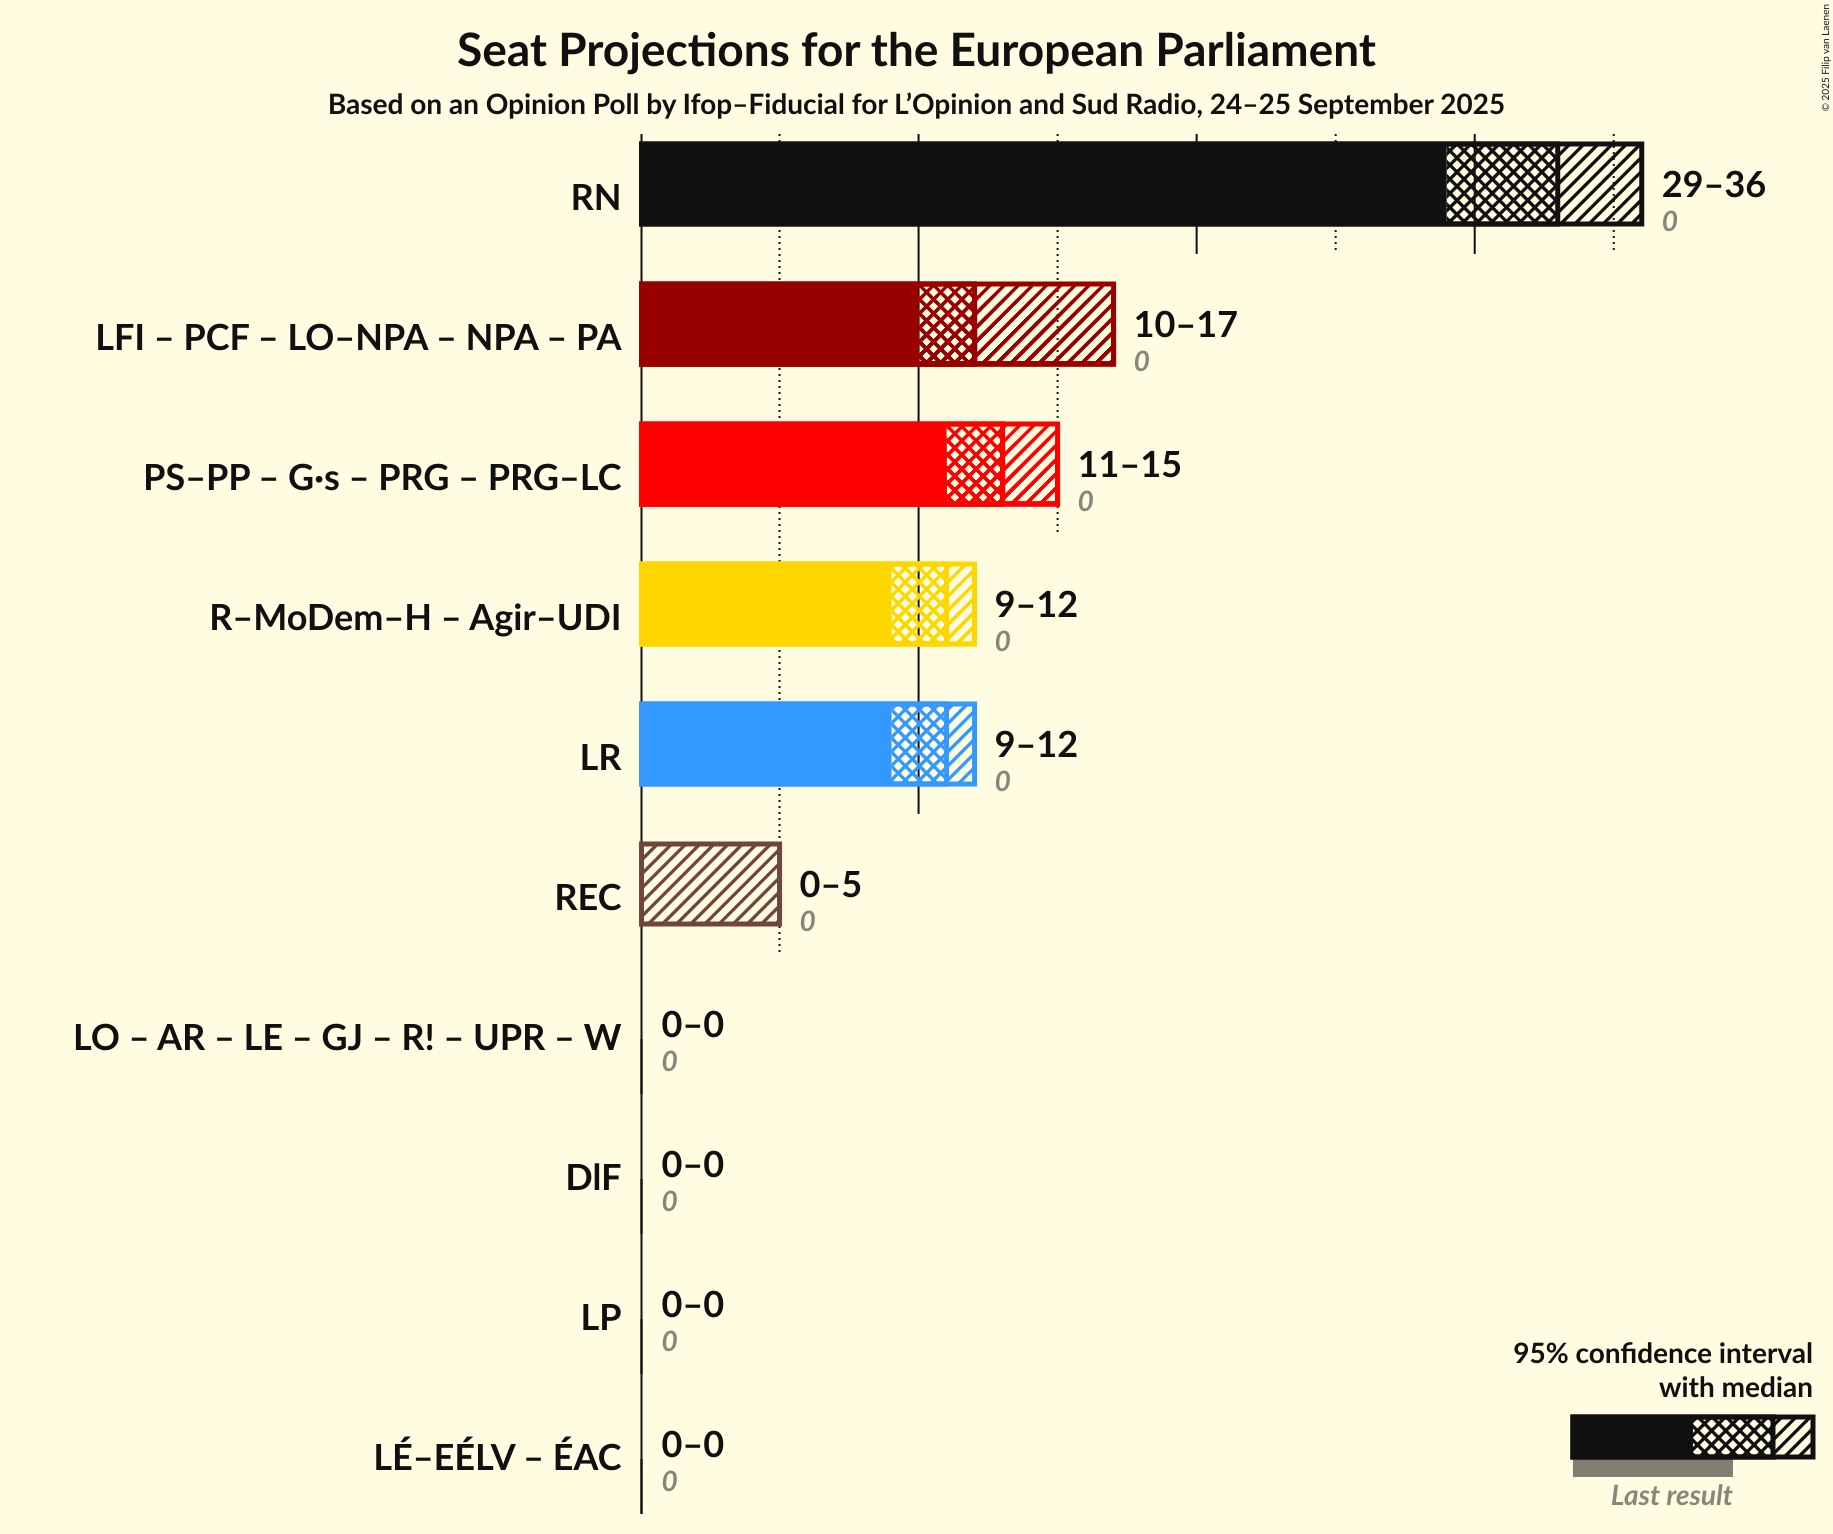 Seat Projections for the European Parliament
Based on an Opinion Poll by Ifop–Fiducial for L’Opinion and Sud Radio, 24–25 September 2025
© 2025 Filip van Laenen
RN
29–36
0
LFI – PCF – LO–NPA – NPA – PA
10–17
0
PS–PP – G·s – PRG – PRG–LC
11–15
0
R–MoDem–H – Agir–UDI
9–12
0
LR
9–12
0
REC
0–5
0
LO – AR – LE – GJ – R! – UPR – W
0–0
0
DIF
0–0
0
LP
0–0
0
LÉ–EÉLV – ÉAC
0–0
0
95% confidence interval
with median
Last result